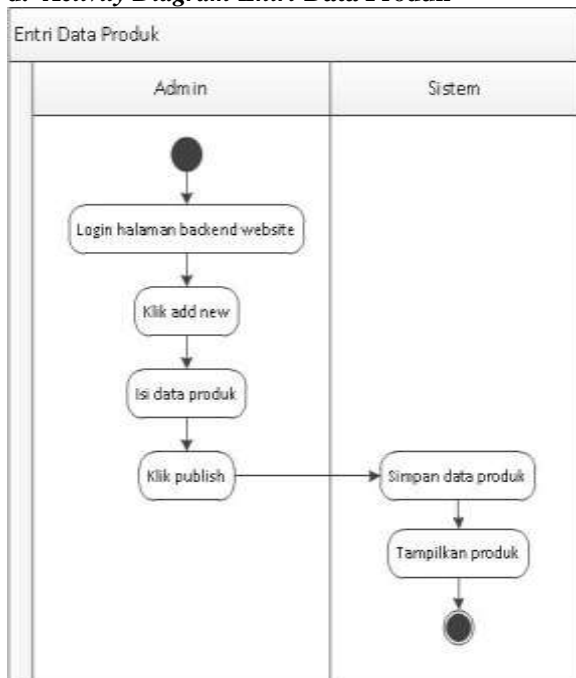 Entri Data Produk
Admin
Sistem
Login halaman backend website
Klik add new
Isi data produk
Klik publish
Simpan data produk
Tampilkan produk